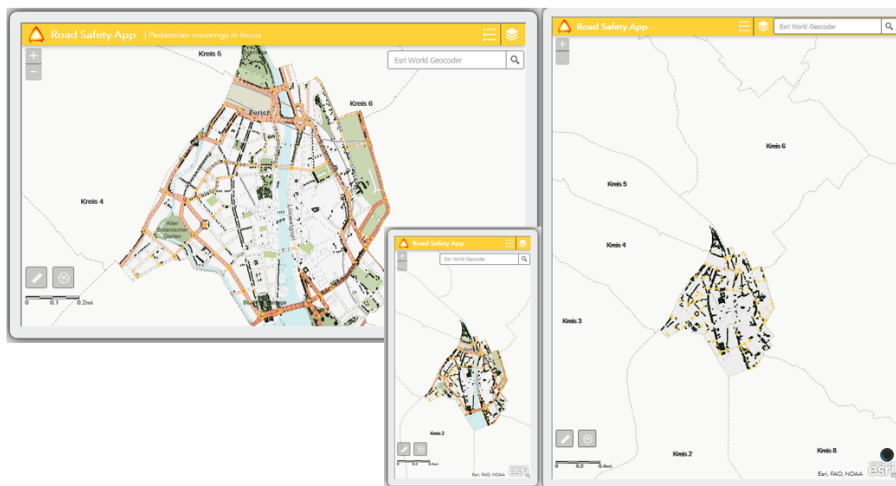 Road Safety App | Pedestrian crossings in focus
Esri World Geocoder
Kreis 5
Kreis 6
Zürich
Kreis 4
Alter
Botanischer
Garten
0 0.1 0.2mi
Road Safety App
Esri World Geocoder
Kreis 2
0 0.2 0.4mi
Esri, FAO, NOAA
esri
Road Safety App
Esri World Geocoder
Kreis 6
Kreis 5
Kreis 4
Kreis 3
Kreis 2
Kreis 8
0 0.2 0.4mi
Esri, FAO, NOAA
esri